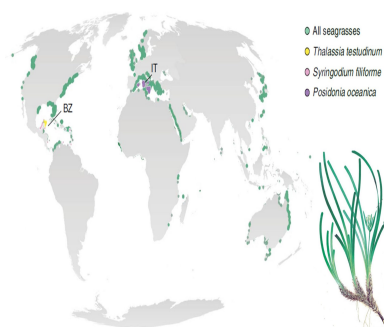 All seagrasses
Thalassia testudinum
Syringodium filiforme
Posidonia oceanica
IT
BZ